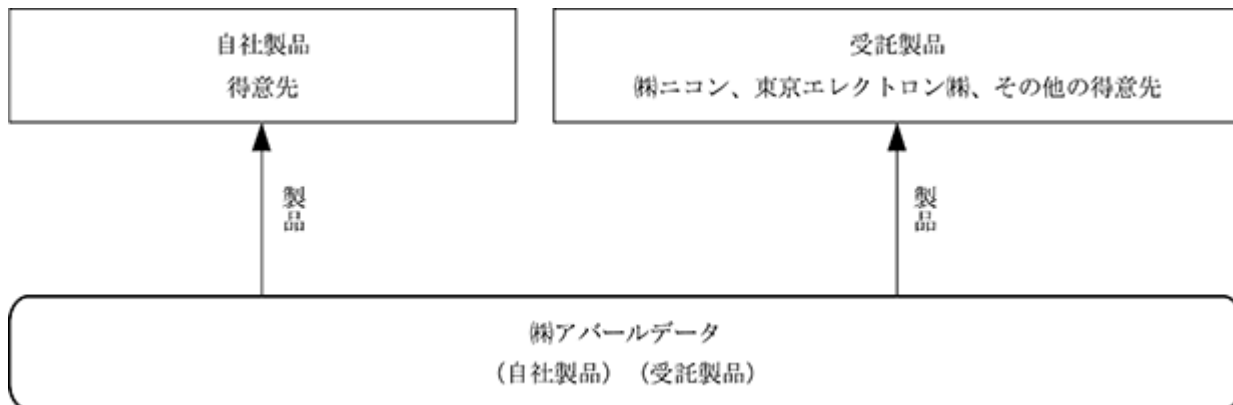 自社製品
得意先
受託製品
㈱ニコン、東京エレクトロン㈱、その他の得意先
製品
製品
㈱アバールデータ
（自社製品）（受託製品）